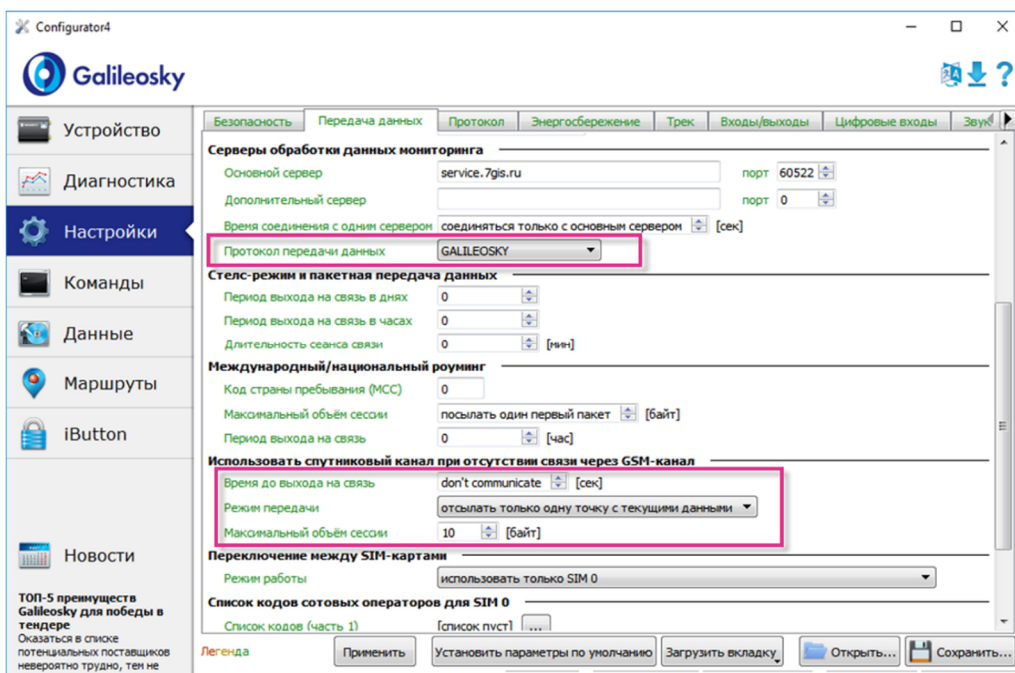 Configurator4
Galileosky
Устройство
Диагностика
Настройки
Команды
Данные
Маршруты
iButton
Новости
ТОП-5 преимуществ
Galileosky для победы в
тендере
Оказаться в списке
потенциальных поставщиков
невероятно трудно, тем не
Безопасность Передача данных Протокол Энергосбережение Трек Входы/выходы Цифровые входы Звук
Серверы обработки данных мониторинга
Основной сервер service.7gis.ru порт 60522
Дополнительный сервер порт 0
Время соединения с одним сервером соединяться только с основным сервером [сек]
Протокол передачи данных GALILEOSKY
Стелс-режим и пакетная передача данных
Период выхода на связь в днях 0
Период выхода на связь в часах 0
Длительность сеанса связи 0 [мин]
Международный/национальный роуминг
Код страны пребывания (MCC) 0
Максимальный объём сессии посылать один первый пакет [байт]
Период выхода на связь 0 [час]
Использовать спутниковый канал при отсутствии связи через GSM-канал
Время до выхода на связь don't communicate [сек]
Режим передачи отсылать только одну точку с текущими данными
Максимальный объём сессии 10 [байт]
Переключение между SIM-картами
Режим работы использовать только SIM 0
Список кодов сотовых операторов для SIM 0
Список кодов (часть 1) [список пуст] ...
Легенда Применить Установить параметры по умолчанию Загрузить вкладку Открыть... Сохранить...